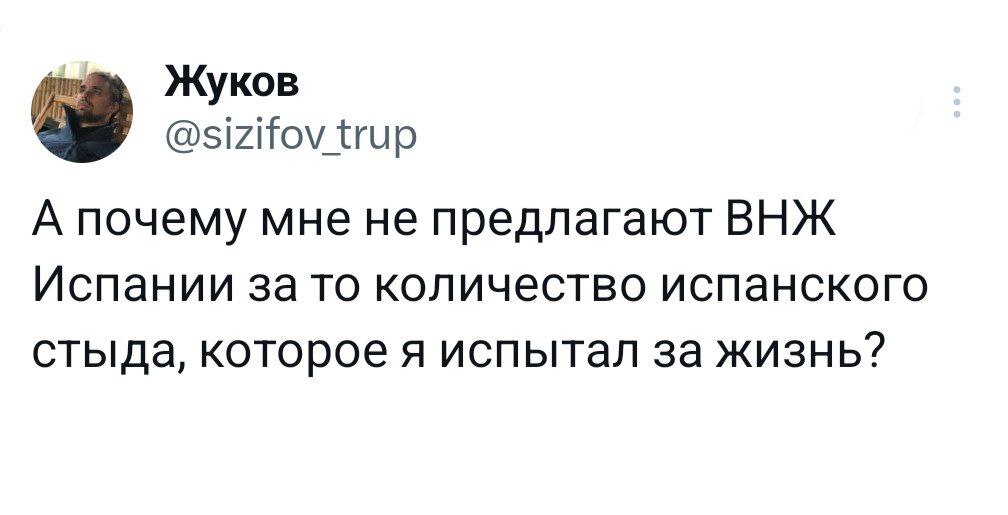 Жуков
@sizifov_trup
А почему мне не предлагают ВНЖ
Испании за то количество испанского
стыда, которое я испытал за жизнь?